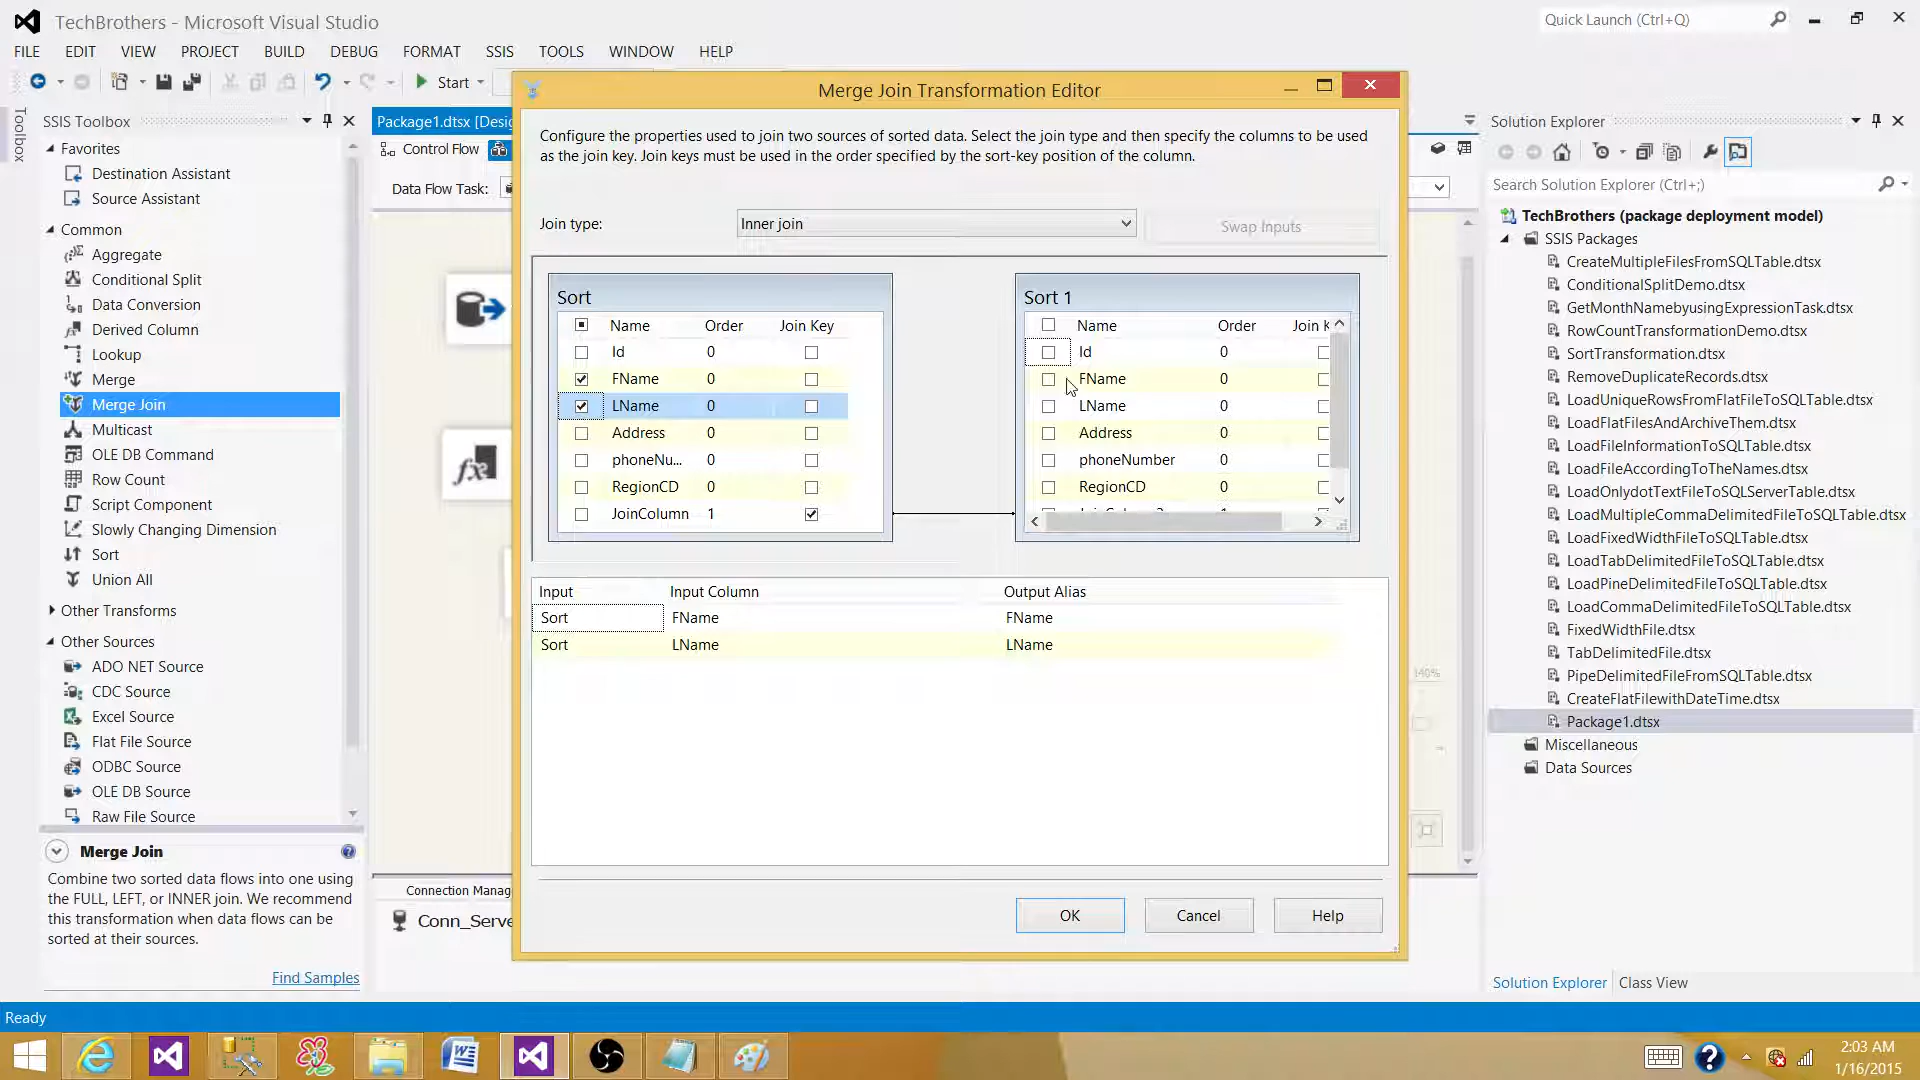 TechBrothers - Microsoft Visual Studio
Quick Launch (Ctrl+Q)
FILE EDIT VIEW PROJECT BUILD DEBUG FORMAT SSIS TOOLS WINDOW HELP
Start
Toolbox
SSIS Toolbox
Favorites
Destination Assistant
Source Assistant
Common
Aggregate
Conditional Split
Data Conversion
Derived Column
Lookup
Merge
Merge Join
Multicast
OLE DB Command
Row Count
Script Component
Slowly Changing Dimension
Sort
Union All
Other Transforms
Other Sources
ADO NET Source
CDC Source
Excel Source
Flat File Source
ODBC Source
OLE DB Source
Raw File Source
Merge Join
Combine two sorted data flows into one using
the FULL, LEFT, or INNER join. We recommend
this transformation when data flows can be
sorted at their sources.
Find Samples
Package1.dtsx [Desi
Control Flow
Data Flow Task:
fx
140%
Connection Manag
Conn_Serve
Merge Join Transformation Editor
Configure the properties used to join two sources of sorted data. Select the join type and then specify the columns to be used
as the join key. Join keys must be used in the order specified by the sort-key position of the column.
Join type: Inner join Swap Inputs
Sort
Name Order Join Key
Id 0
FName 0
LName 0
Address 0
phoneNu... 0
RegionCD 0
JoinColumn 1
Sort 1
Name Order Join K
Id 0
FName 0
LName 0
Address 0
phoneNumber 0
RegionCD 0
Input Input Column Output Alias
Sort FName FName
Sort LName LName
OK Cancel Help
Solution Explorer
Search Solution Explorer (Ctrl+;)
TechBrothers (package deployment model)
SSIS Packages
CreateMultipleFilesFromSQLTable.dtsx
ConditionalSplitDemo.dtsx
GetMonthNamebyusingExpressionTask.dtsx
RowCountTransformationDemo.dtsx
SortTransformation.dtsx
RemoveDuplicateRecords.dtsx
LoadUniqueRowsFromFlatFileToSQLTable.dtsx
LoadFlatFilesAndArchiveThem.dtsx
LoadFileInformationToSQLTable.dtsx
LoadFileAccordingToTheNames.dtsx
LoadOnlydotTextFileToSQLServerTable.dtsx
LoadMultipleCommaDelimitedFileToSQLTable.dtsx
LoadFixedWidthFileToSQLTable.dtsx
LoadTabDelimitedFileToSQLTable.dtsx
LoadPineDelimitedFileToSQLTable.dtsx
LoadCommaDelimitedFileToSQLTable.dtsx
FixedWidthFile.dtsx
TabDelimitedFile.dtsx
PipeDelimitedFileFromSQLTable.dtsx
CreateFlatFilewithDateTime.dtsx
Package1.dtsx
Miscellaneous
Data Sources
Solution Explorer Class View
Ready
2:03 AM
1/16/2015